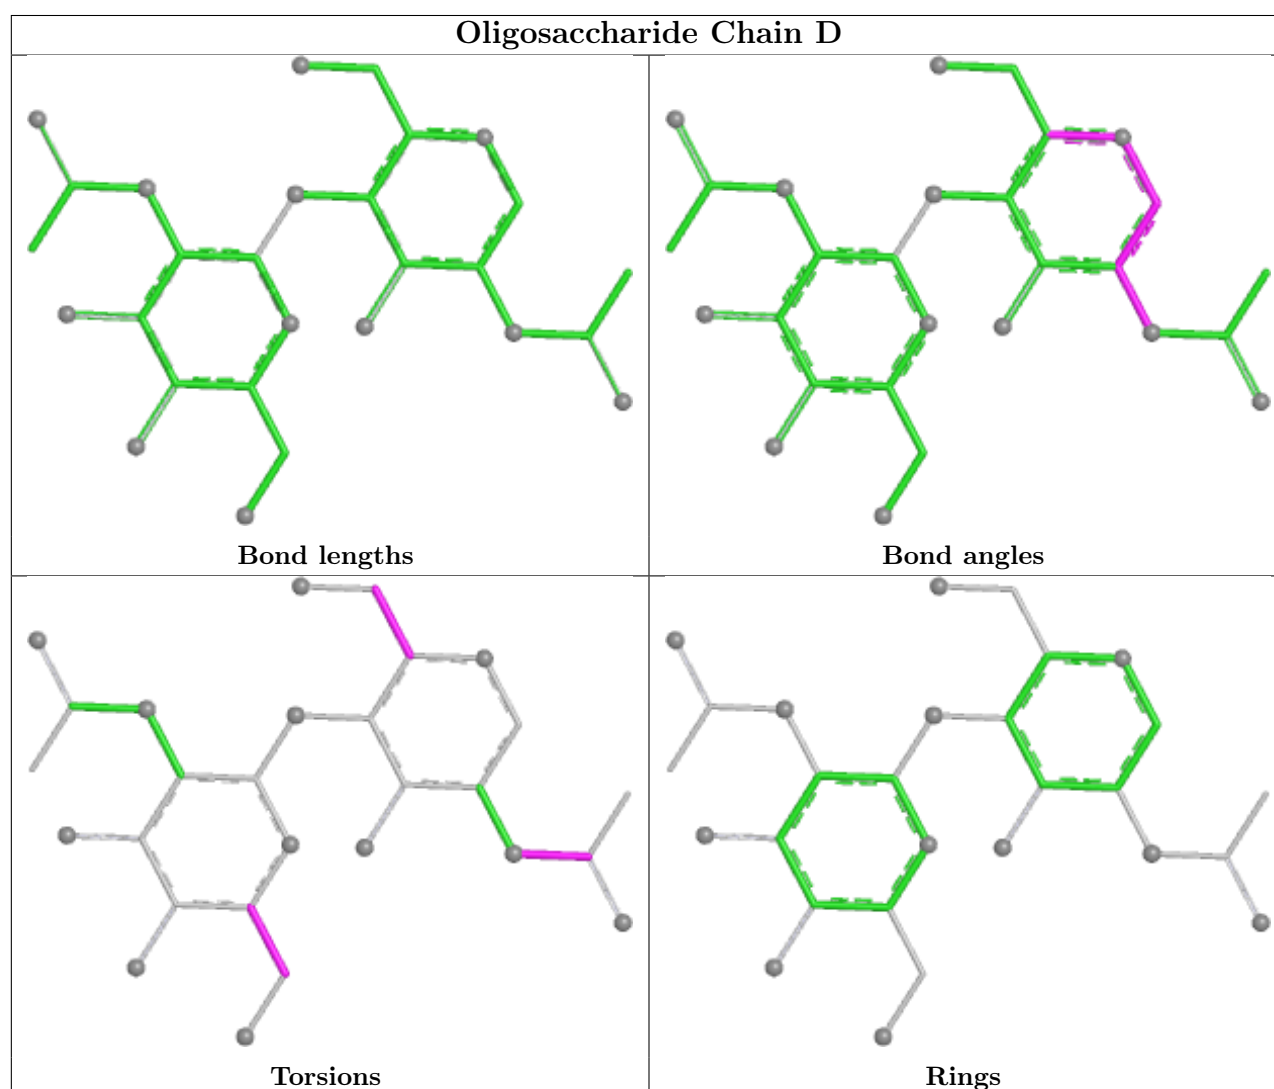 Oligosaccharide Chain D
Bond lengths
Bond angles
Torsions
Rings